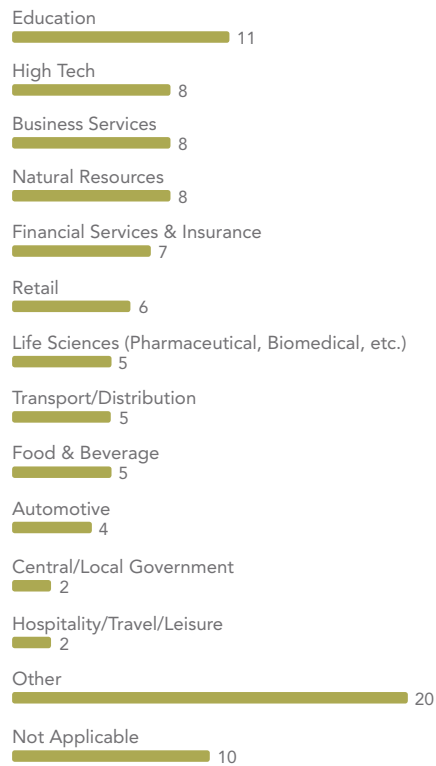 Education
11
High Tech
8
Business Services
8
Natural Resources
8
Financial Services & Insurance
7
Retail
6
Life Sciences (Pharmaceutical, Biomedical, etc.)
5
Transport/Distribution
5
Food & Beverage
5
Automotive
4
Central/Local Government
2
Hospitality/Travel/Leisure
2
Other
20
Not Applicable
10